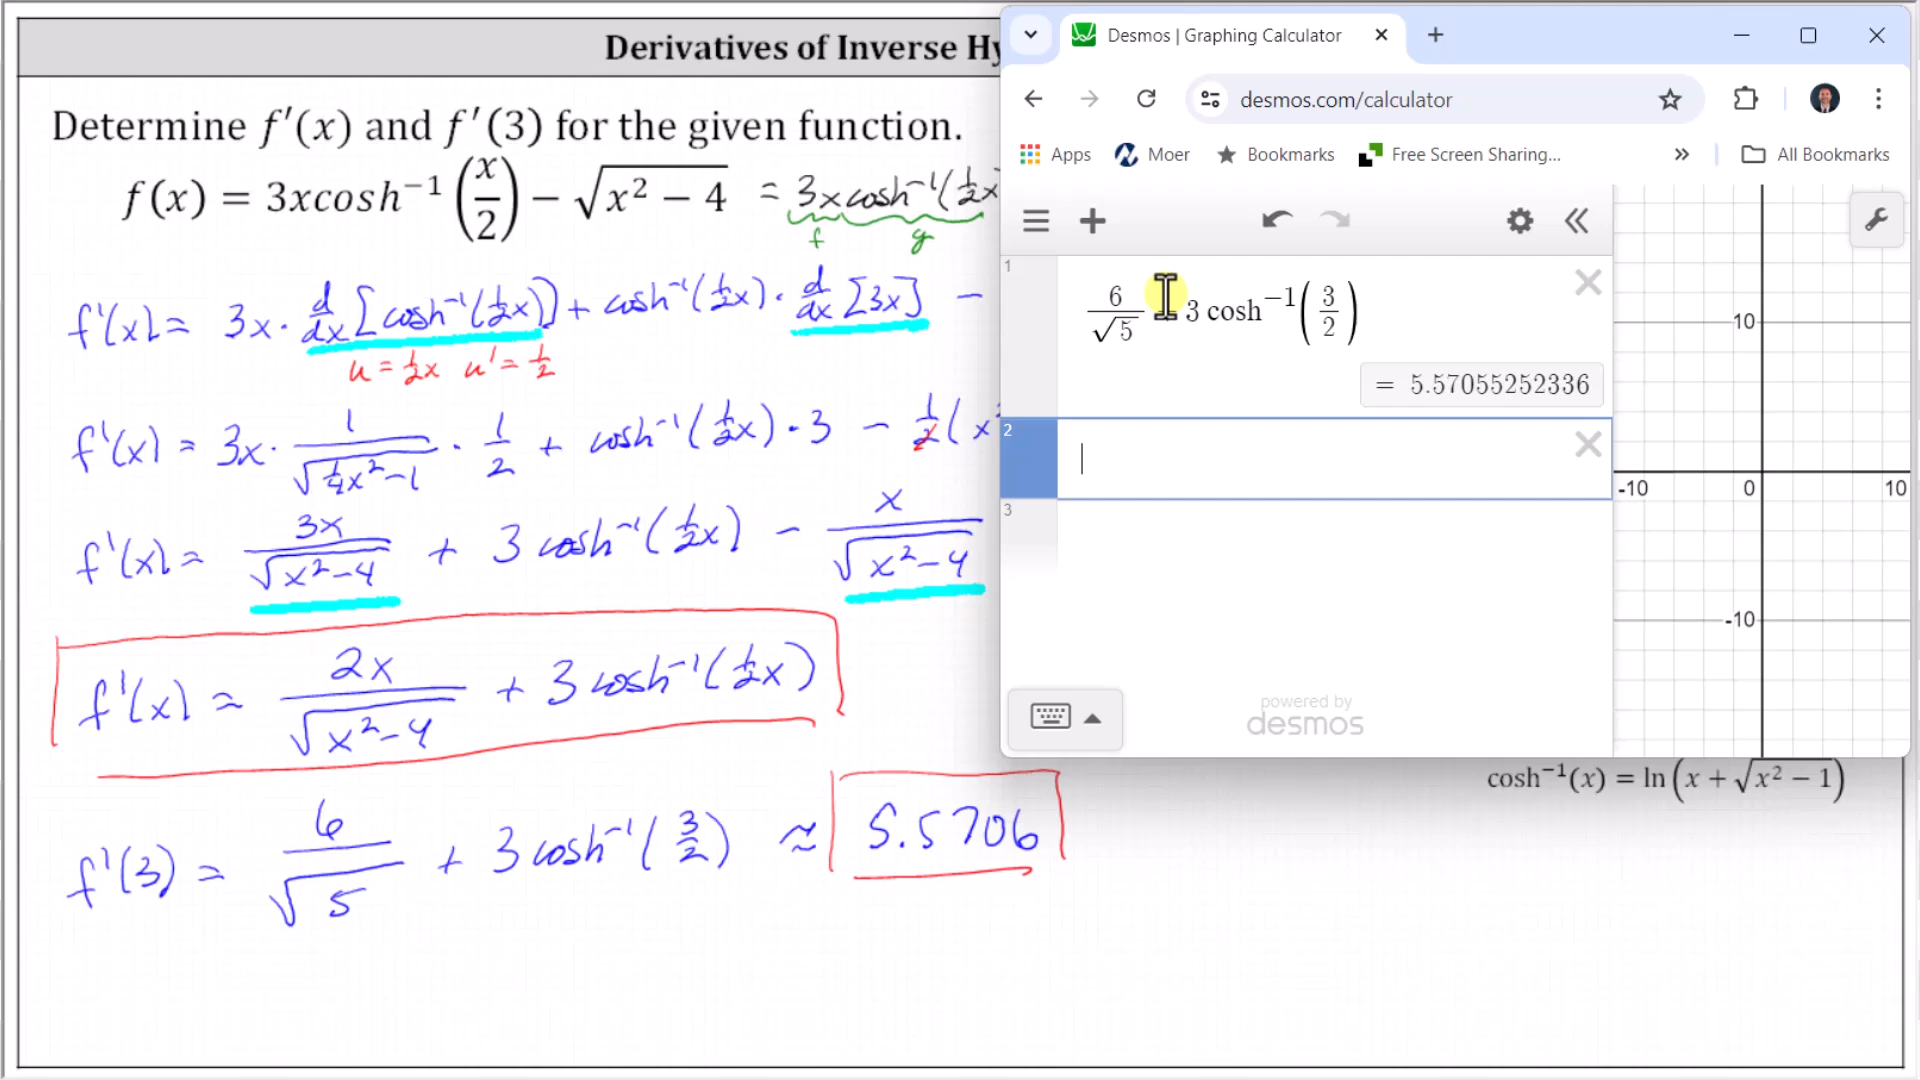 Derivatives of Inverse Hy
Determine f′(x) and f′(3) for the given function.
f(x) = 3xcosh⁻¹(x/2) − √(x² − 4) = 3x cosh⁻¹(½x)
f g
f'(x) = 3x · d/dx [cosh⁻¹(½x)] + cosh⁻¹(½x) · d/dx [3x] −
u = ½x u' = ½
f'(x) = 3x · 1/√(¼x² − 1) · 1/2 + cosh⁻¹(½x) · 3 − ½(x
f'(x) = 3x/√(x² − 4) + 3 cosh⁻¹(½x) − x/√(x² − 4)
f'(x) = 2x/√(x² − 4) + 3 cosh⁻¹(½x)
f'(3) = 6/√5 + 3 cosh⁻¹(3/2) ≈ 5.5706
Desmos | Graphing Calculator
desmos.com/calculator
Apps Moer Bookmarks Free Screen Sharing... » All Bookmarks
1
6/√5 3 cosh⁻¹(3/2)
= 5.57055252336
2
3
powered by
desmos
10
-10 0 10
-10
cosh⁻¹(x) = ln(x + √(x² − 1))